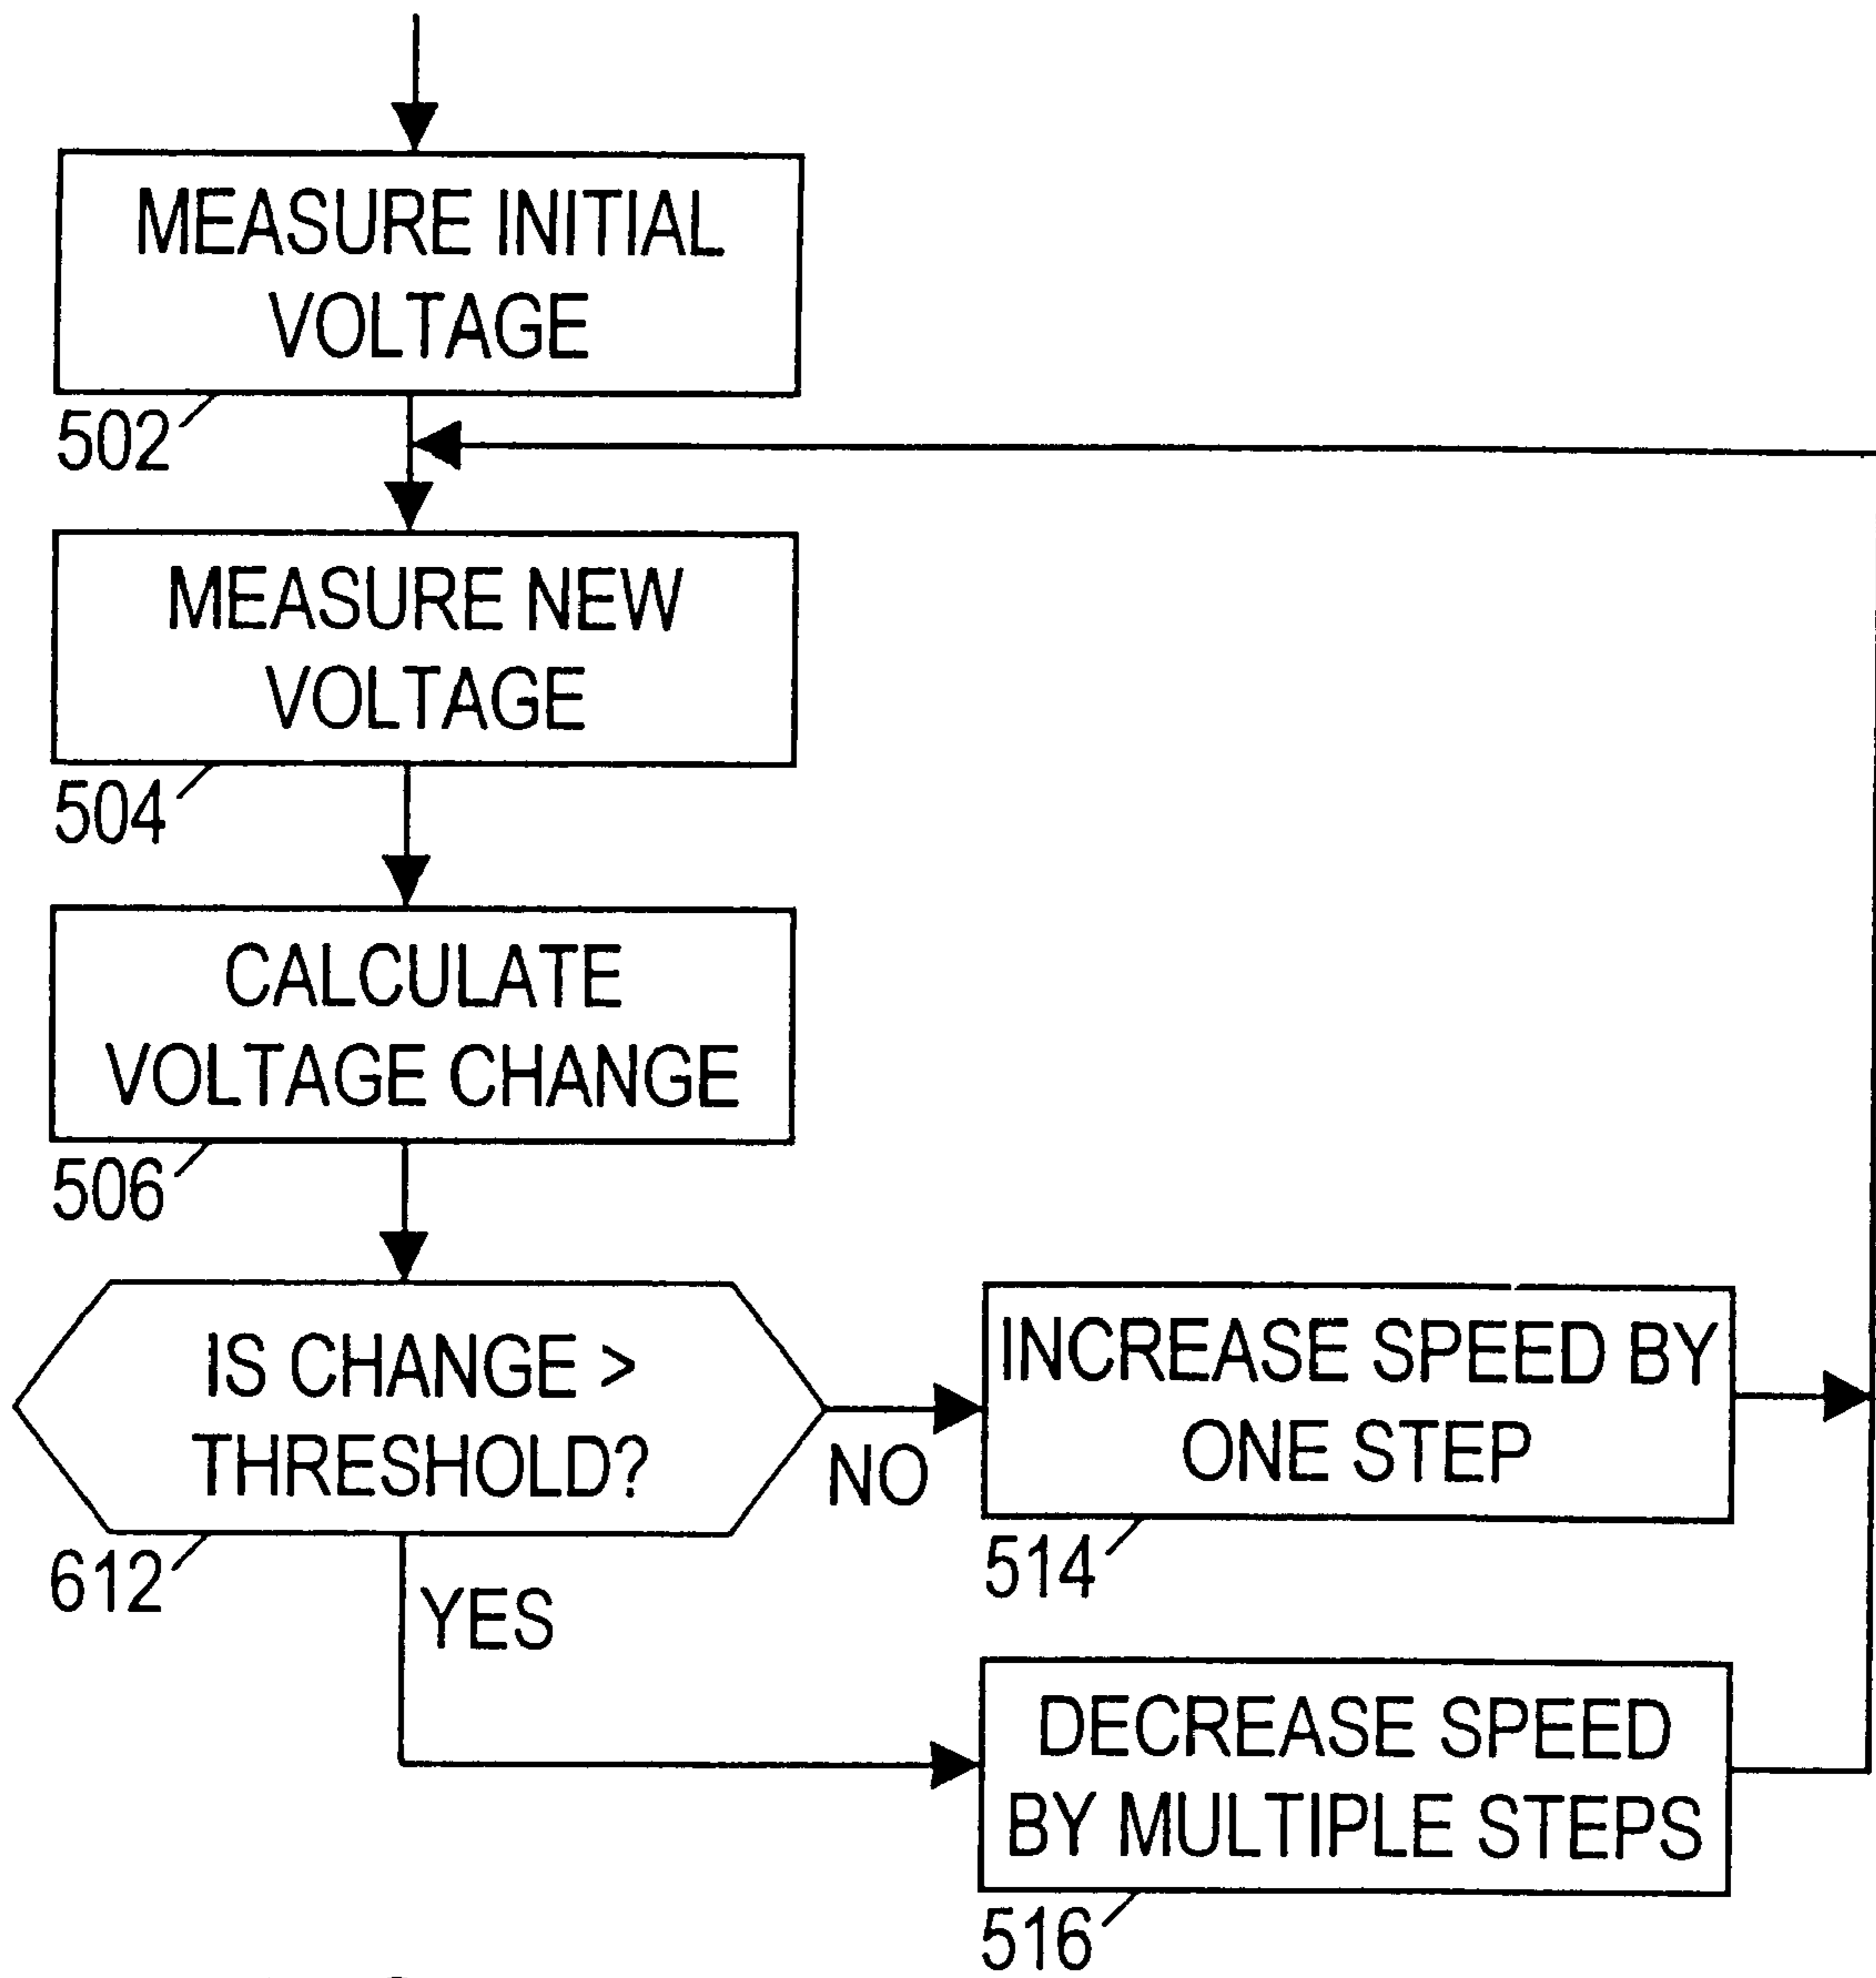 MEASURE INITIAL
VOLTAGE
502
MEASURE NEW
VOLTAGE
504
CALCULATE
VOLTAGE CHANGE
506
IS CHANGE >
THRESHOLD?
612
NO
YES
INCREASE SPEED BY
ONE STEP
514
DECREASE SPEED
BY MULTIPLE STEPS
516